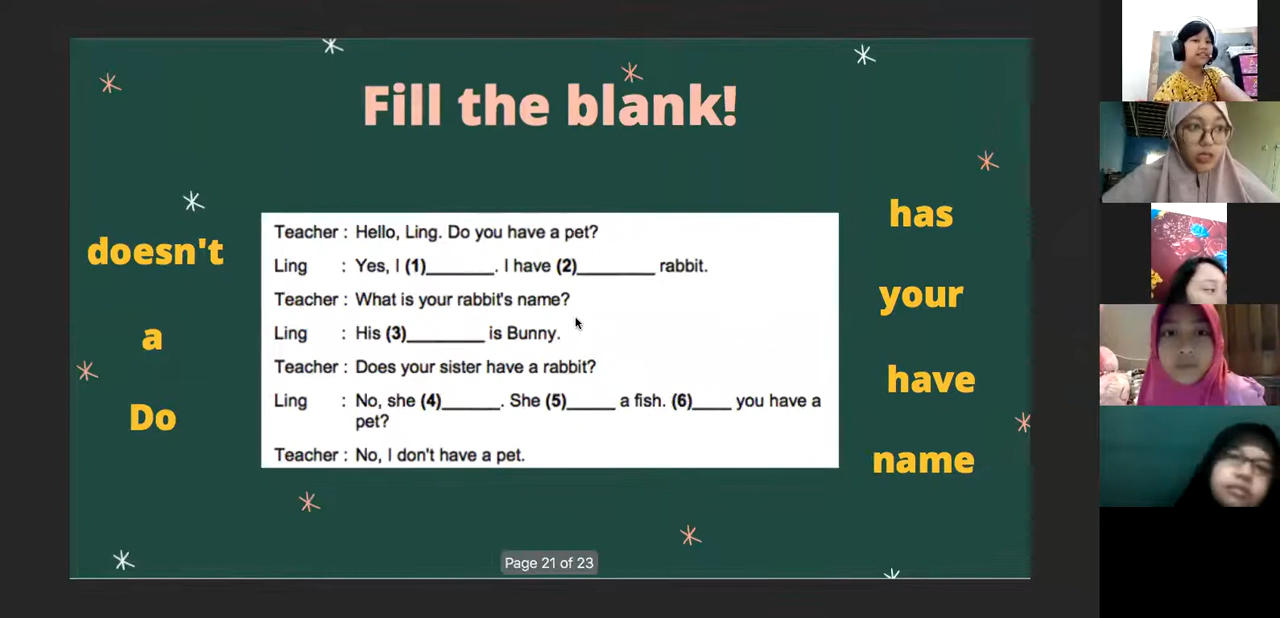 Fill the blank!
doesn't
a
Do
Teacher : Hello, Ling. Do you have a pet?
Ling : Yes, I (1)_______. I have (2)________ rabbit.
Teacher : What is your rabbit's name?
Ling : His (3)________ is Bunny.
Teacher : Does your sister have a rabbit?
Ling : No, she (4)______. She (5)_____ a fish. (6)____ you have a
pet?
Teacher : No, I don't have a pet.
has
your
have
name
Page 21 of 23